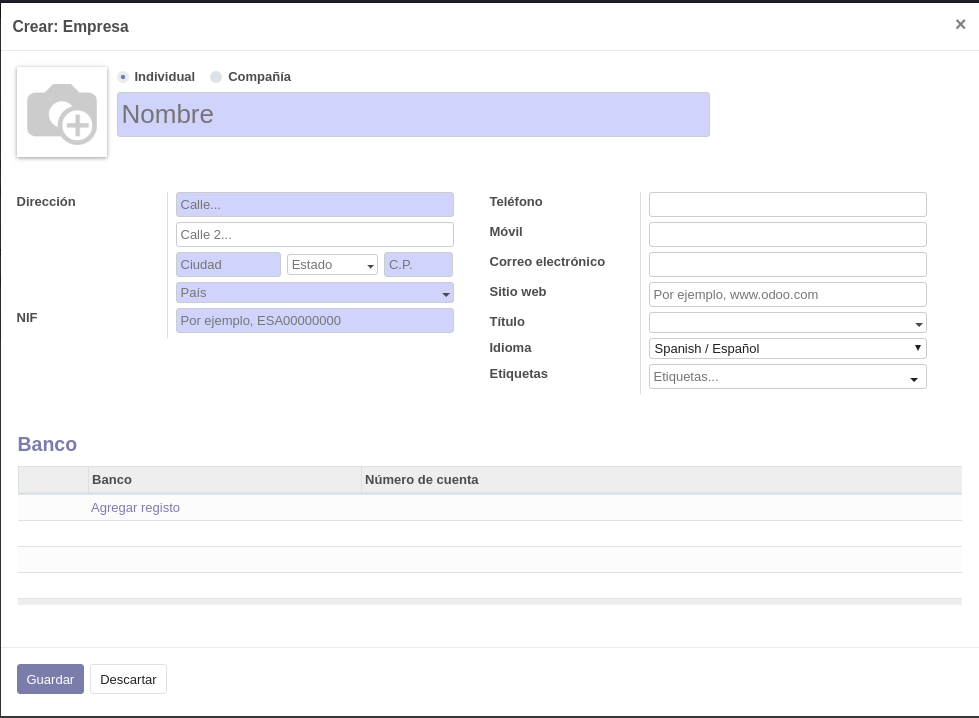 Crear: Empresa
×
Individual Compañía
Nombre
Dirección
Calle...
Calle 2...
Ciudad Estado C.P.
País
NIF Por ejemplo, ESA00000000
Teléfono
Móvil
Correo electrónico
Sitio web Por ejemplo, www.odoo.com
Título
Idioma Spanish / Español
Etiquetas Etiquetas...
Banco
Banco Número de cuenta
Agregar registo
Guardar Descartar